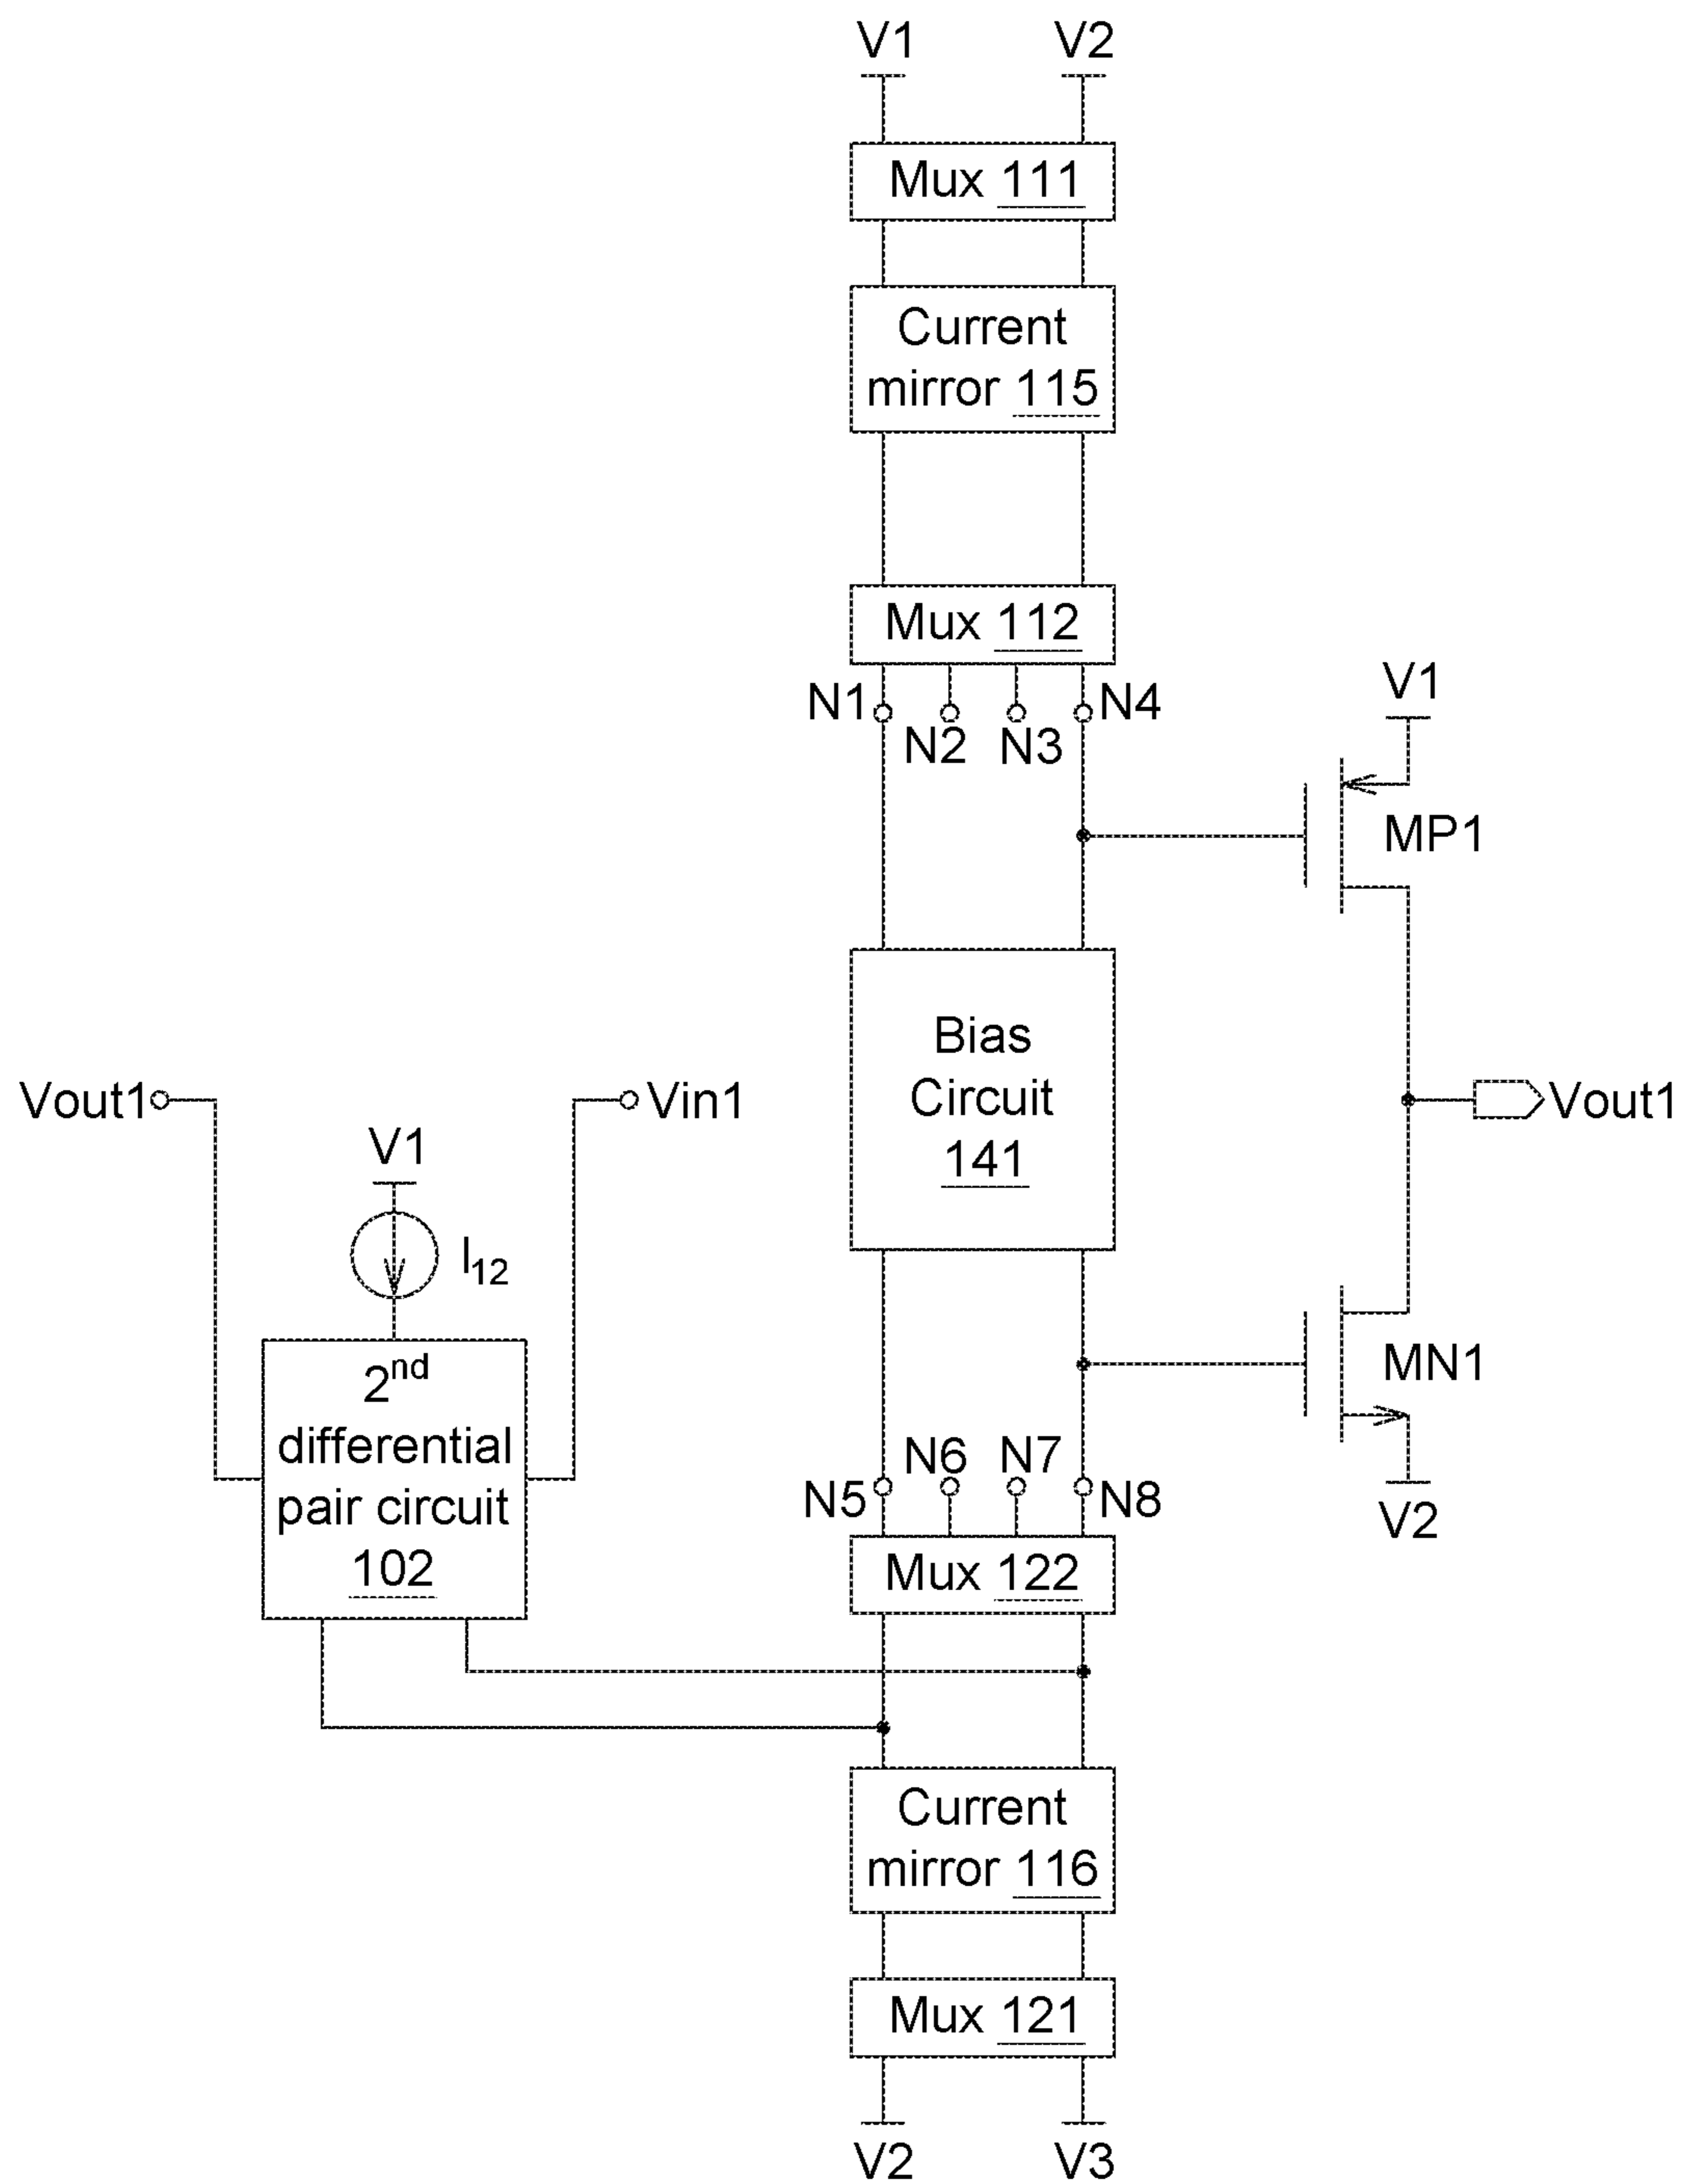 V1 V2
Mux 111
Current
mirror 115
Mux 112
N1 N2 N3 N4
V1
MP1
Bias
Circuit
141
Vout1 Vin1
Vout1
V1
I12
2nd
differential
pair circuit
102
MN1
N5 N6 N7 N8
V2
Mux 122
Current
mirror 116
Mux 121
V2 V3